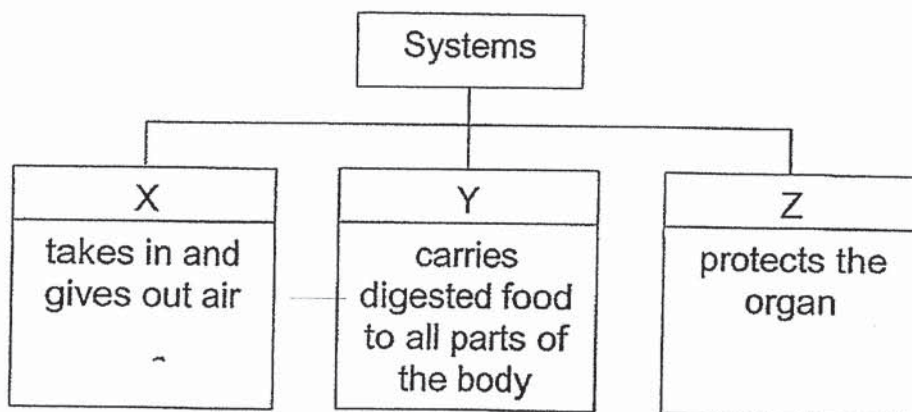 Systems
X
takes in and
gives out air
Y
carries
digested food
to all parts of
the body
Z
protects the
organ